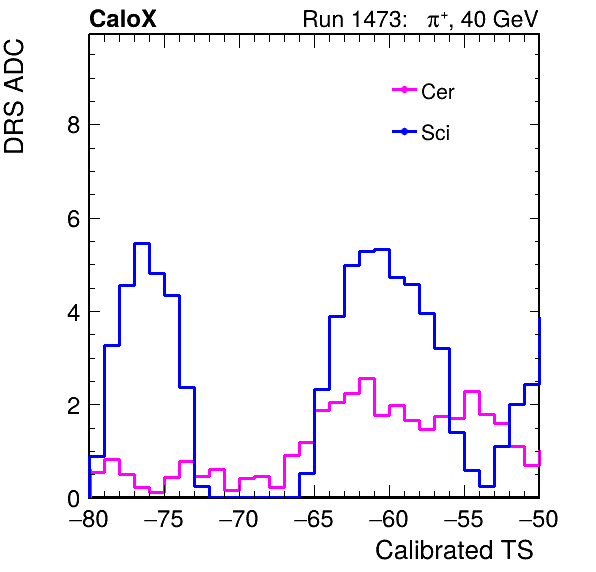 CaloX Run 1473: π⁺, 40 GeV
DRS ADC
Cer
Sci
8
6
4
2
0
−80 −75 −70 −65 −60 −55 −50
Calibrated TS